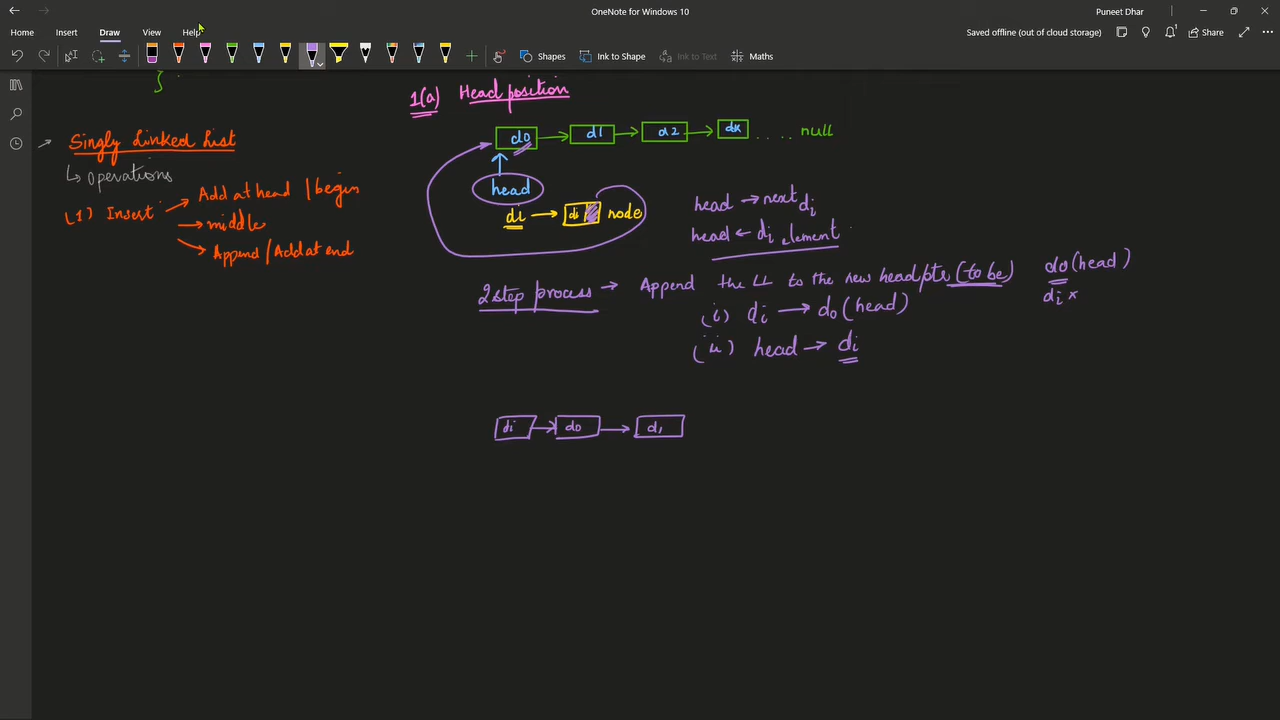 OneNote for Windows 10
Puneet Dhar
Home Insert Draw View Help
Saved offline (out of cloud storage)
Share
Shapes
Ink to Shape
Ink to Text
Maths
}
1(a) Head position
d0 d1 d2 dk .... null
head
di → di node
head → next di
head ← di element
Singly Linked List
↳ Operations
(1) Insert
Add at head / begin
middle
Append / Add at end
2 step process → Append the LL to the new head ptr (to be)
(i) di → d0 (head)
(ii) head → di
d0 (head)
di x
di → d0 → d1